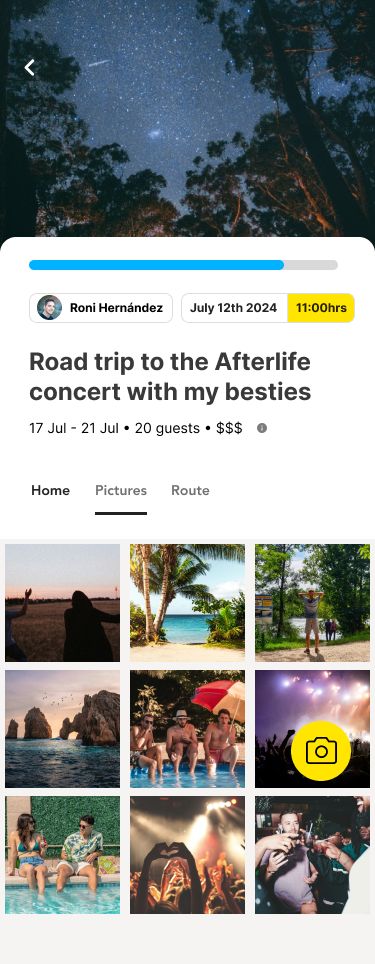 Roni Hernández
July 12th 2024
11:00hrs
Road trip to the Afterlife
concert with my besties
17 Jul - 21 Jul • 20 guests • $$$
Home
Pictures
Route